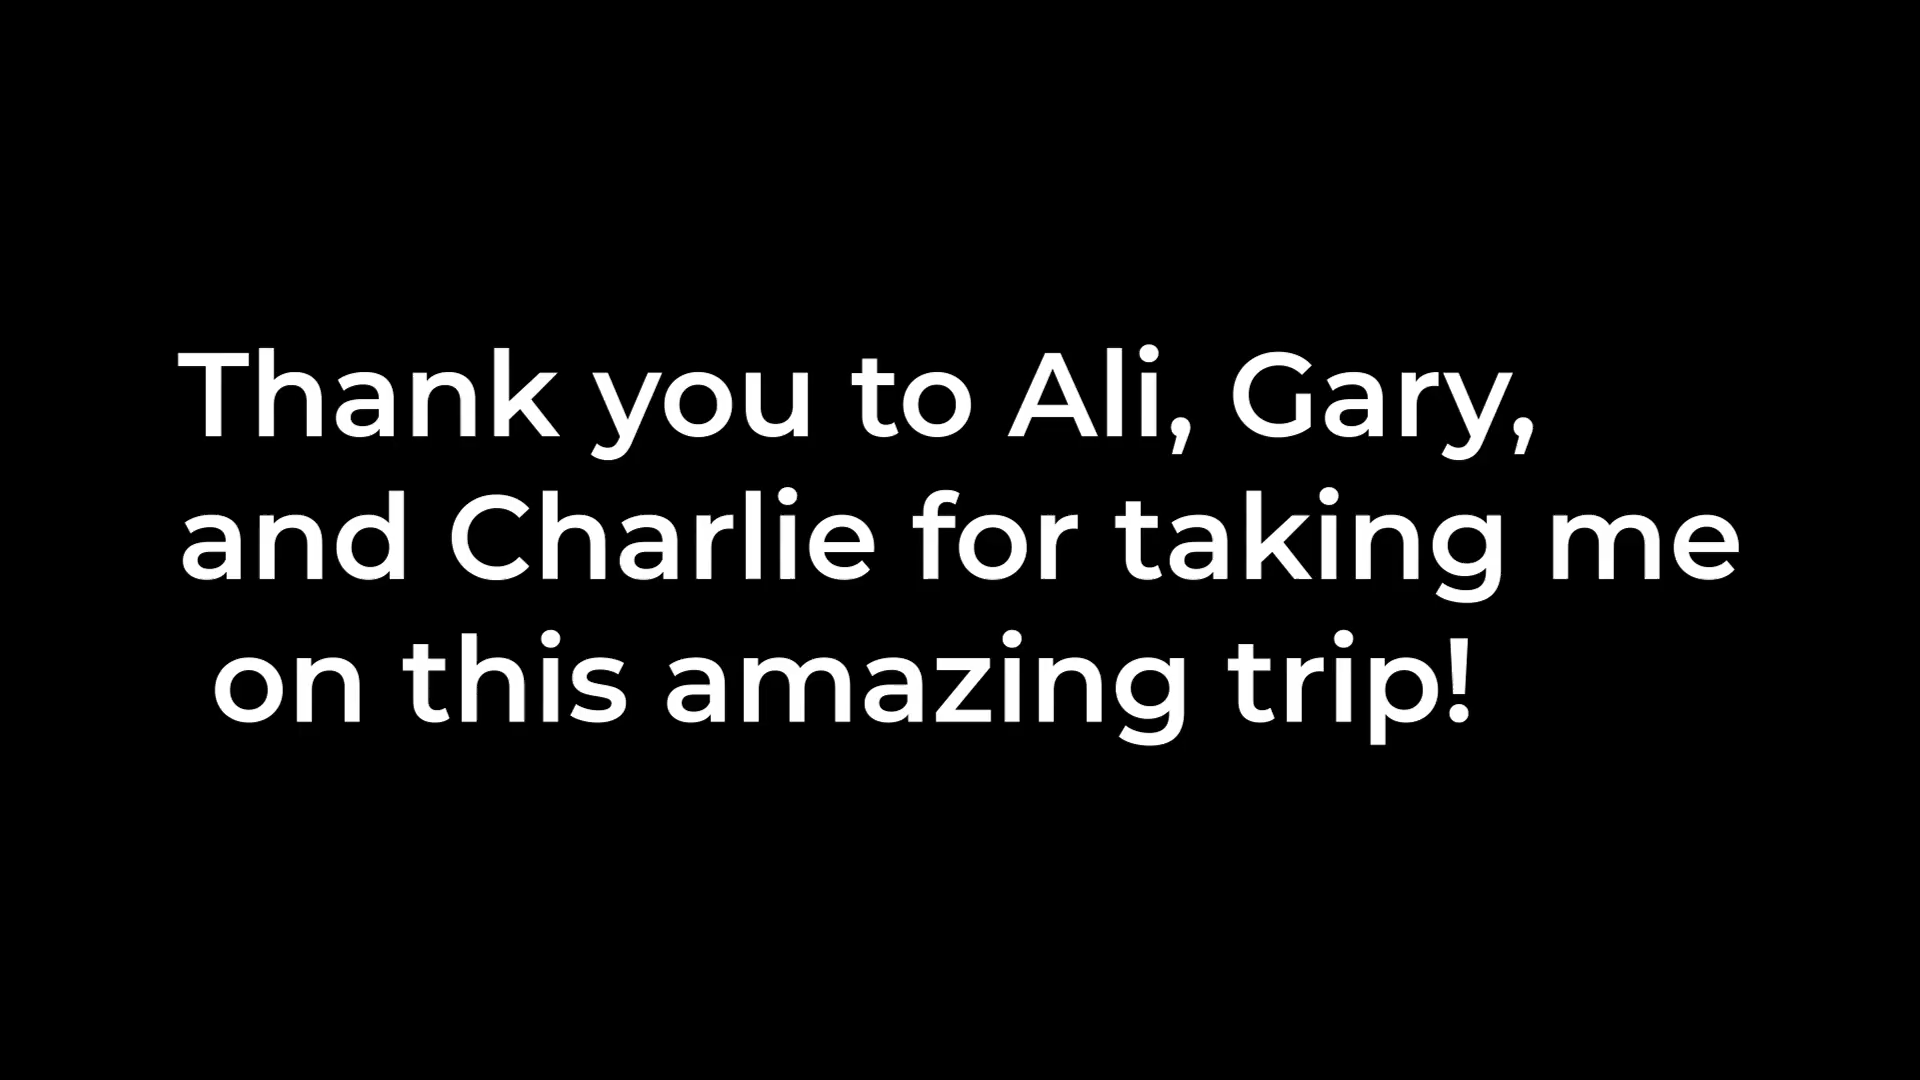 Thank you to Ali, Gary,
and Charlie for taking me
on this amazing trip!